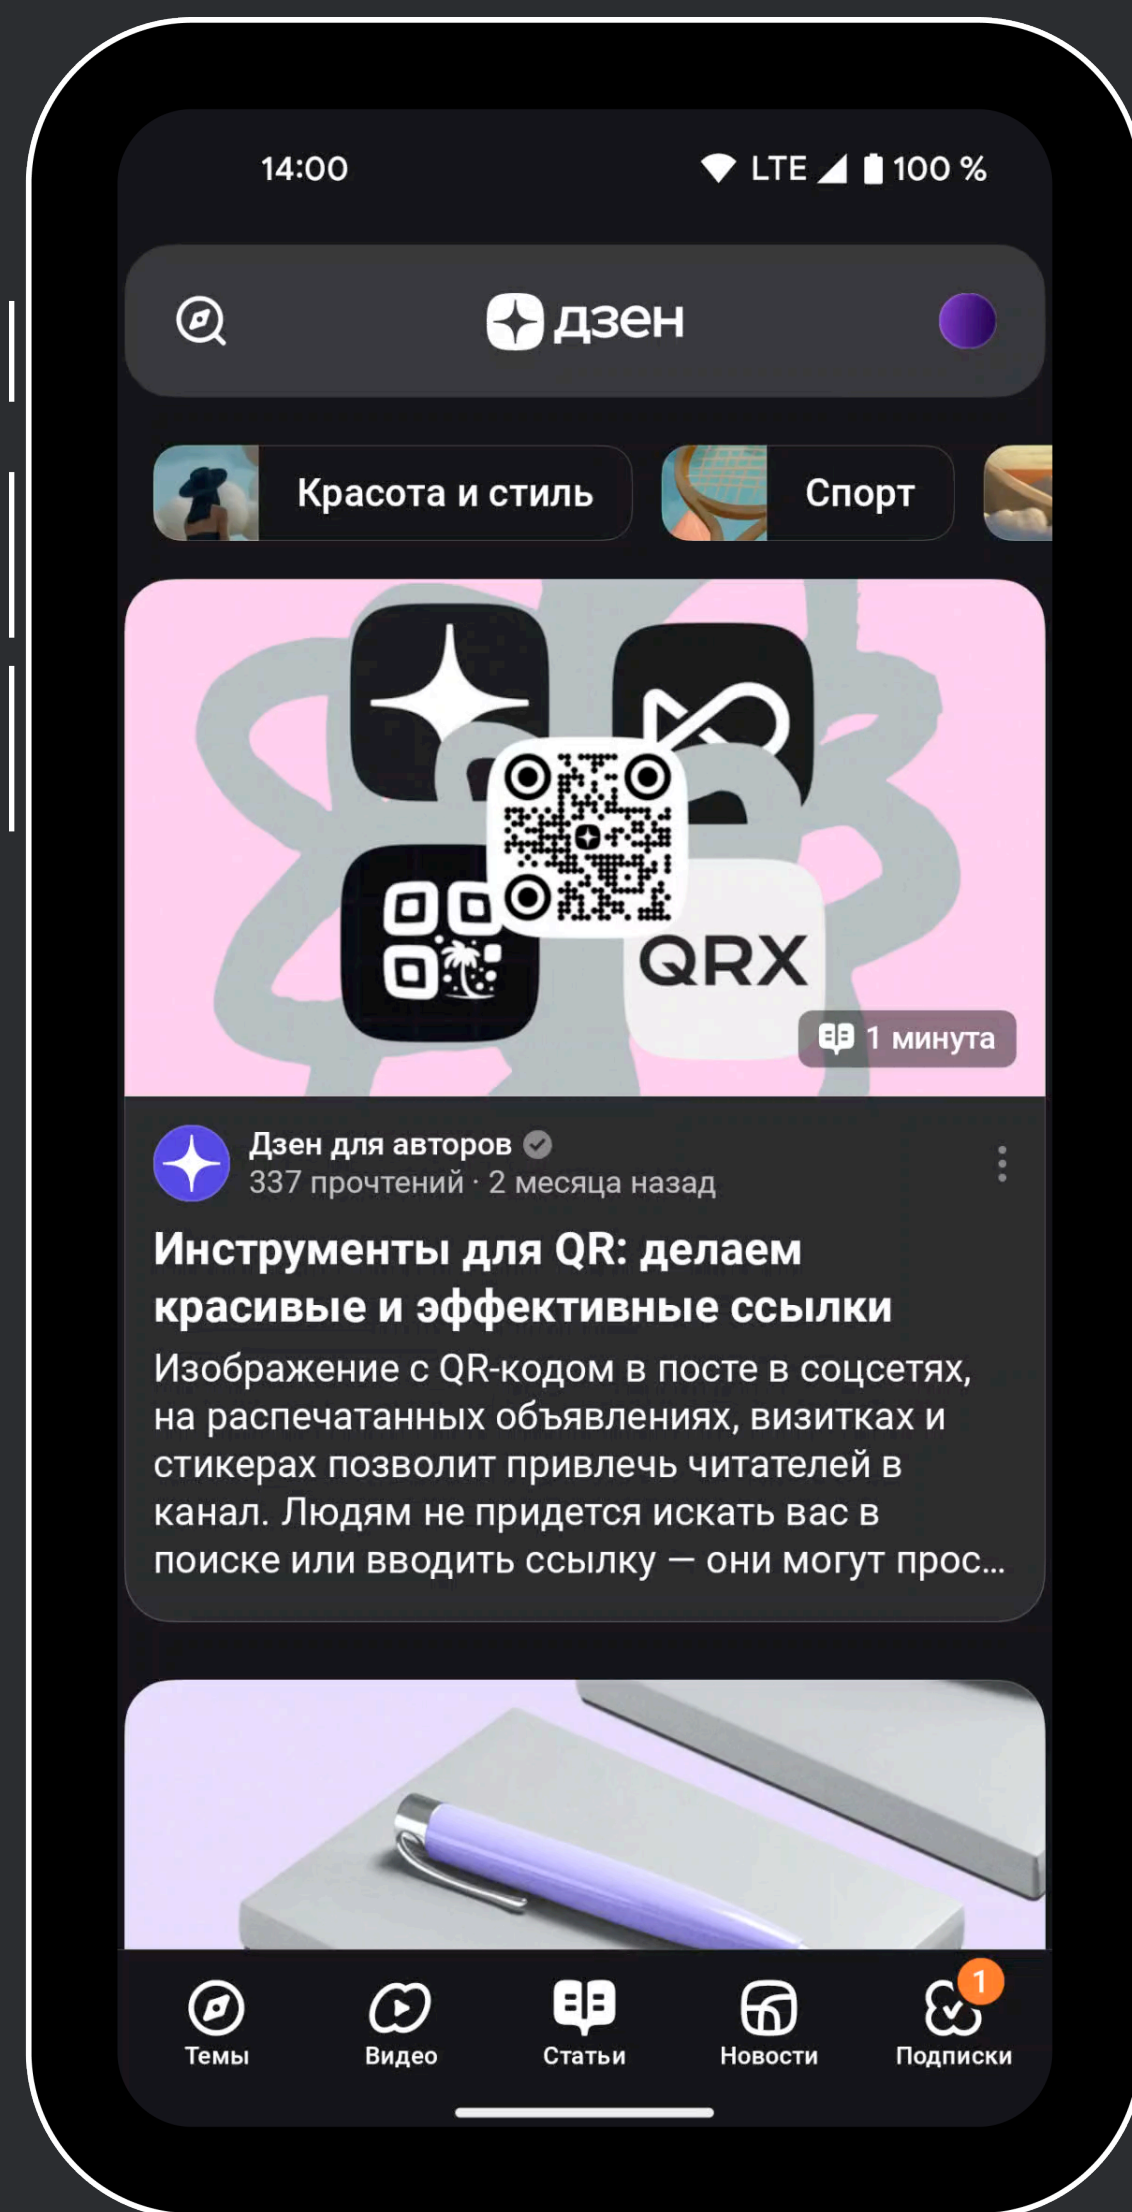 14:00
LTE 100 %
дзен
Красота и стиль
Спорт
QRX
1 минута
Дзен для авторов
337 прочтений · 2 месяца назад
Инструменты для QR: делаем
красивые и эффективные ссылки
Изображение с QR-кодом в посте в соцсетях,
на распечатанных объявлениях, визитках и
стикерах позволит привлечь читателей в
канал. Людям не придется искать вас в
поиске или вводить ссылку — они могут прос...
1
Темы
Видео
Статьи
Новости
Подписки